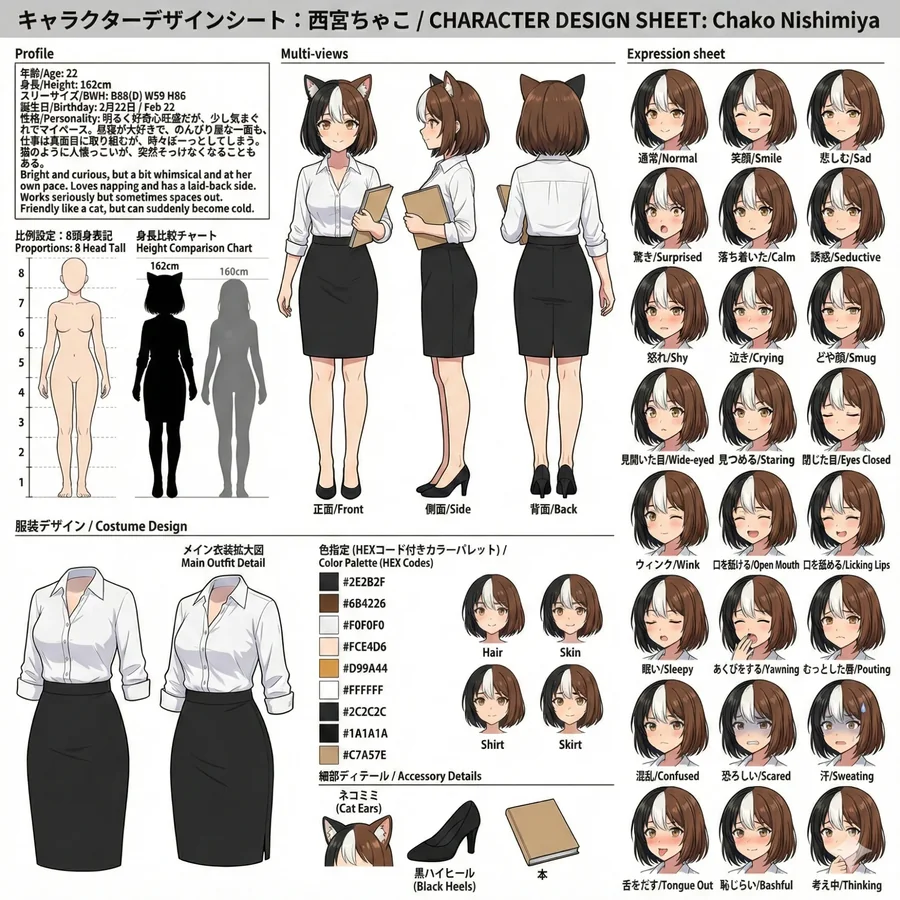 キャラクターデザインシート：西宮ちゃこ / CHARACTER DESIGN SHEET: Chako Nishimiya
Profile
年齢/Age: 22
身長/Height: 162cm
スリーサイズ/BWH: B88(D) W59 H86
誕生日/Birthday: 2月22日 / Feb 22
性格/Personality: 明るく好奇心旺盛だが、少し気まぐ
れでマイペース。昼寝が大好きで、のんびり屋な一面も、
仕事は真面目に取り組むが、時々ぼーっとしてしまう。
猫のように人懐っこいが、突然そっけなくなることも
ある。
Bright and curious, but a bit whimsical and at her
own pace. Loves napping and has a laid-back side.
Works seriously but sometimes spaces out.
Friendly like a cat, but can suddenly become cold.
比例設定：8頭身表記
Proportions: 8 Head Tall
8
7
6
5
4
3
2
1
身長比較チャート
Height Comparison Chart
162cm
160cm
Multi-views
正面/Front
側面/Side
背面/Back
Expression sheet
通常/Normal
笑顔/Smile
悲しむ/Sad
驚き/Surprised
落ち着いた/Calm
誘惑/Seductive
怒れ/Shy
泣き/Crying
どや顔/Smug
見開いた目/Wide-eyed
見つめる/Staring
閉じた目/Eyes Closed
ウィンク/Wink
口を舐ける/Open Mouth
口を舐める/Licking Lips
眠い/Sleepy
あくびをする/Yawning
むっとした唇/Pouting
混乱/Confused
恐ろしい/Scared
汗/Sweating
舌をだす/Tongue Out
恥じらい/Bashful
考え中/Thinking
服装デザイン / Costume Design
メイン衣装拡大図
Main Outfit Detail
色指定 (HEXコード付きカラーパレット) /
Color Palette (HEX Codes)
#2E2B2F
#6B4226
#F0F0F0
#FCE4D6
#D99A44
#FFFFFF
#2C2C2C
#1A1A1A
#C7A57E
Hair
Skin
Shirt
Skirt
細部ディテール / Accessory Details
ネコミミ
(Cat Ears)
黒ハイヒール
(Black Heels)
本